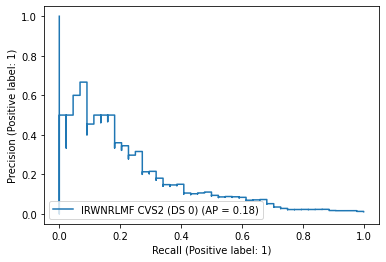 1.0
0.8
0.6
0.4
0.2
0.0
Precision (Positive label: 1)
IRWNRLMF CVS2 (DS 0) (AP = 0.18)
0.0 0.2 0.4 0.6 0.8 1.0
Recall (Positive label: 1)